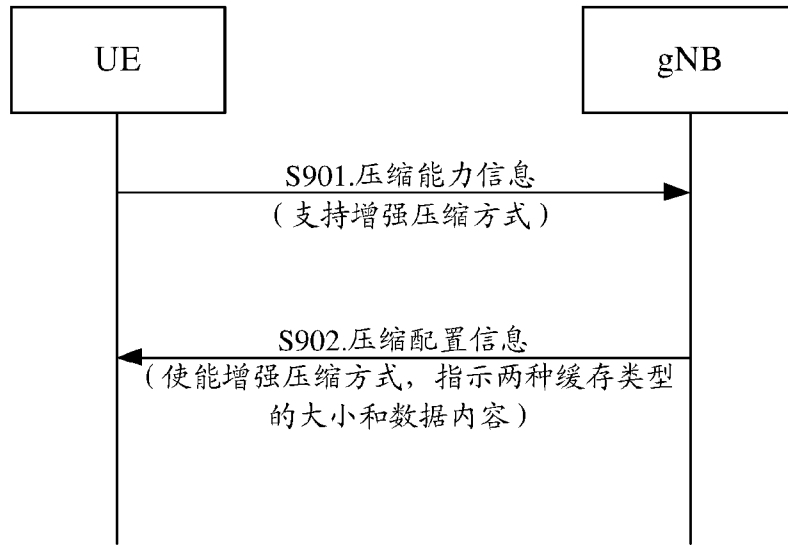 UE
gNB
S901.压缩能力信息
(支持增强压缩方式)
S902.压缩配置信息
(使能增强压缩方式，指示两种缓存类型
的大小和数据内容)